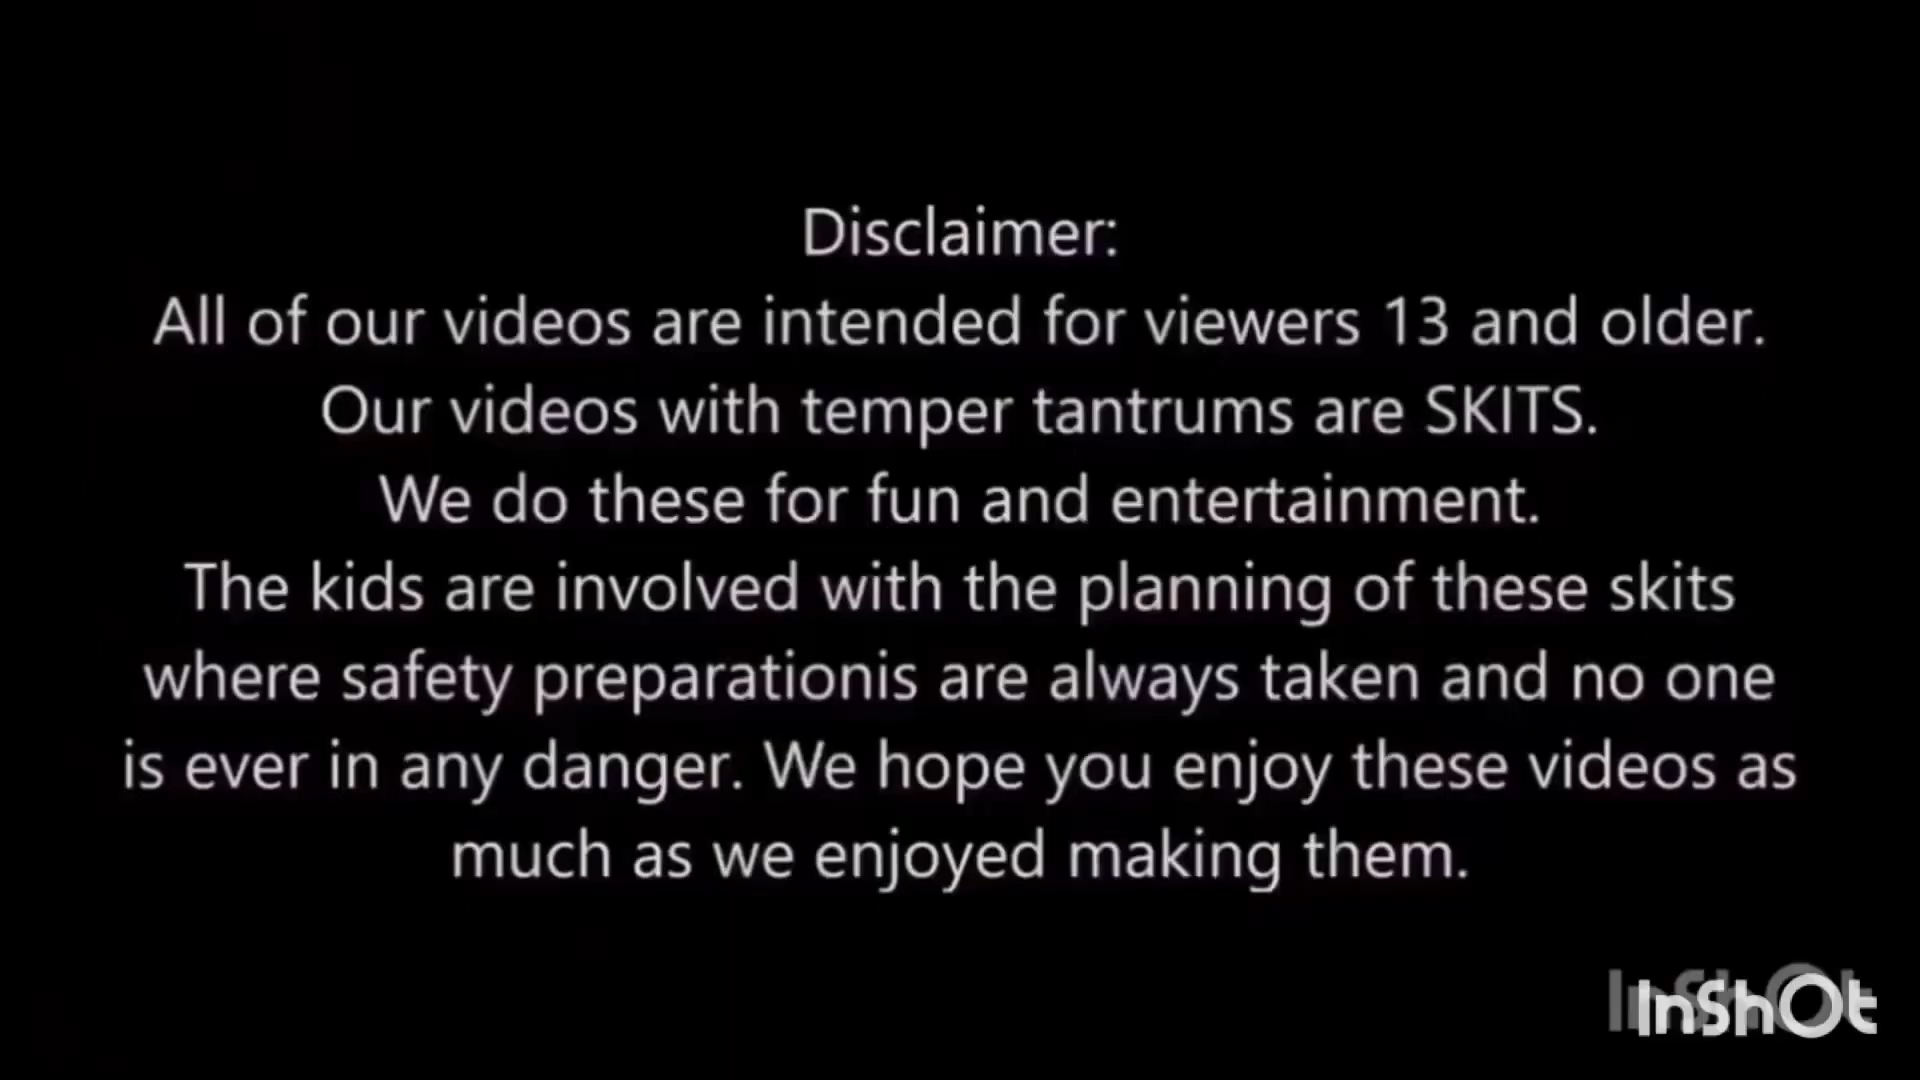 Disclaimer:
All of our videos are intended for viewers 13 and older.
Our videos with temper tantrums are SKITS.
We do these for fun and entertainment.
The kids are involved with the planning of these skits
where safety preparationis are always taken and no one
is ever in any danger. We hope you enjoy these videos as
much as we enjoyed making them.
InShOt
InShOt